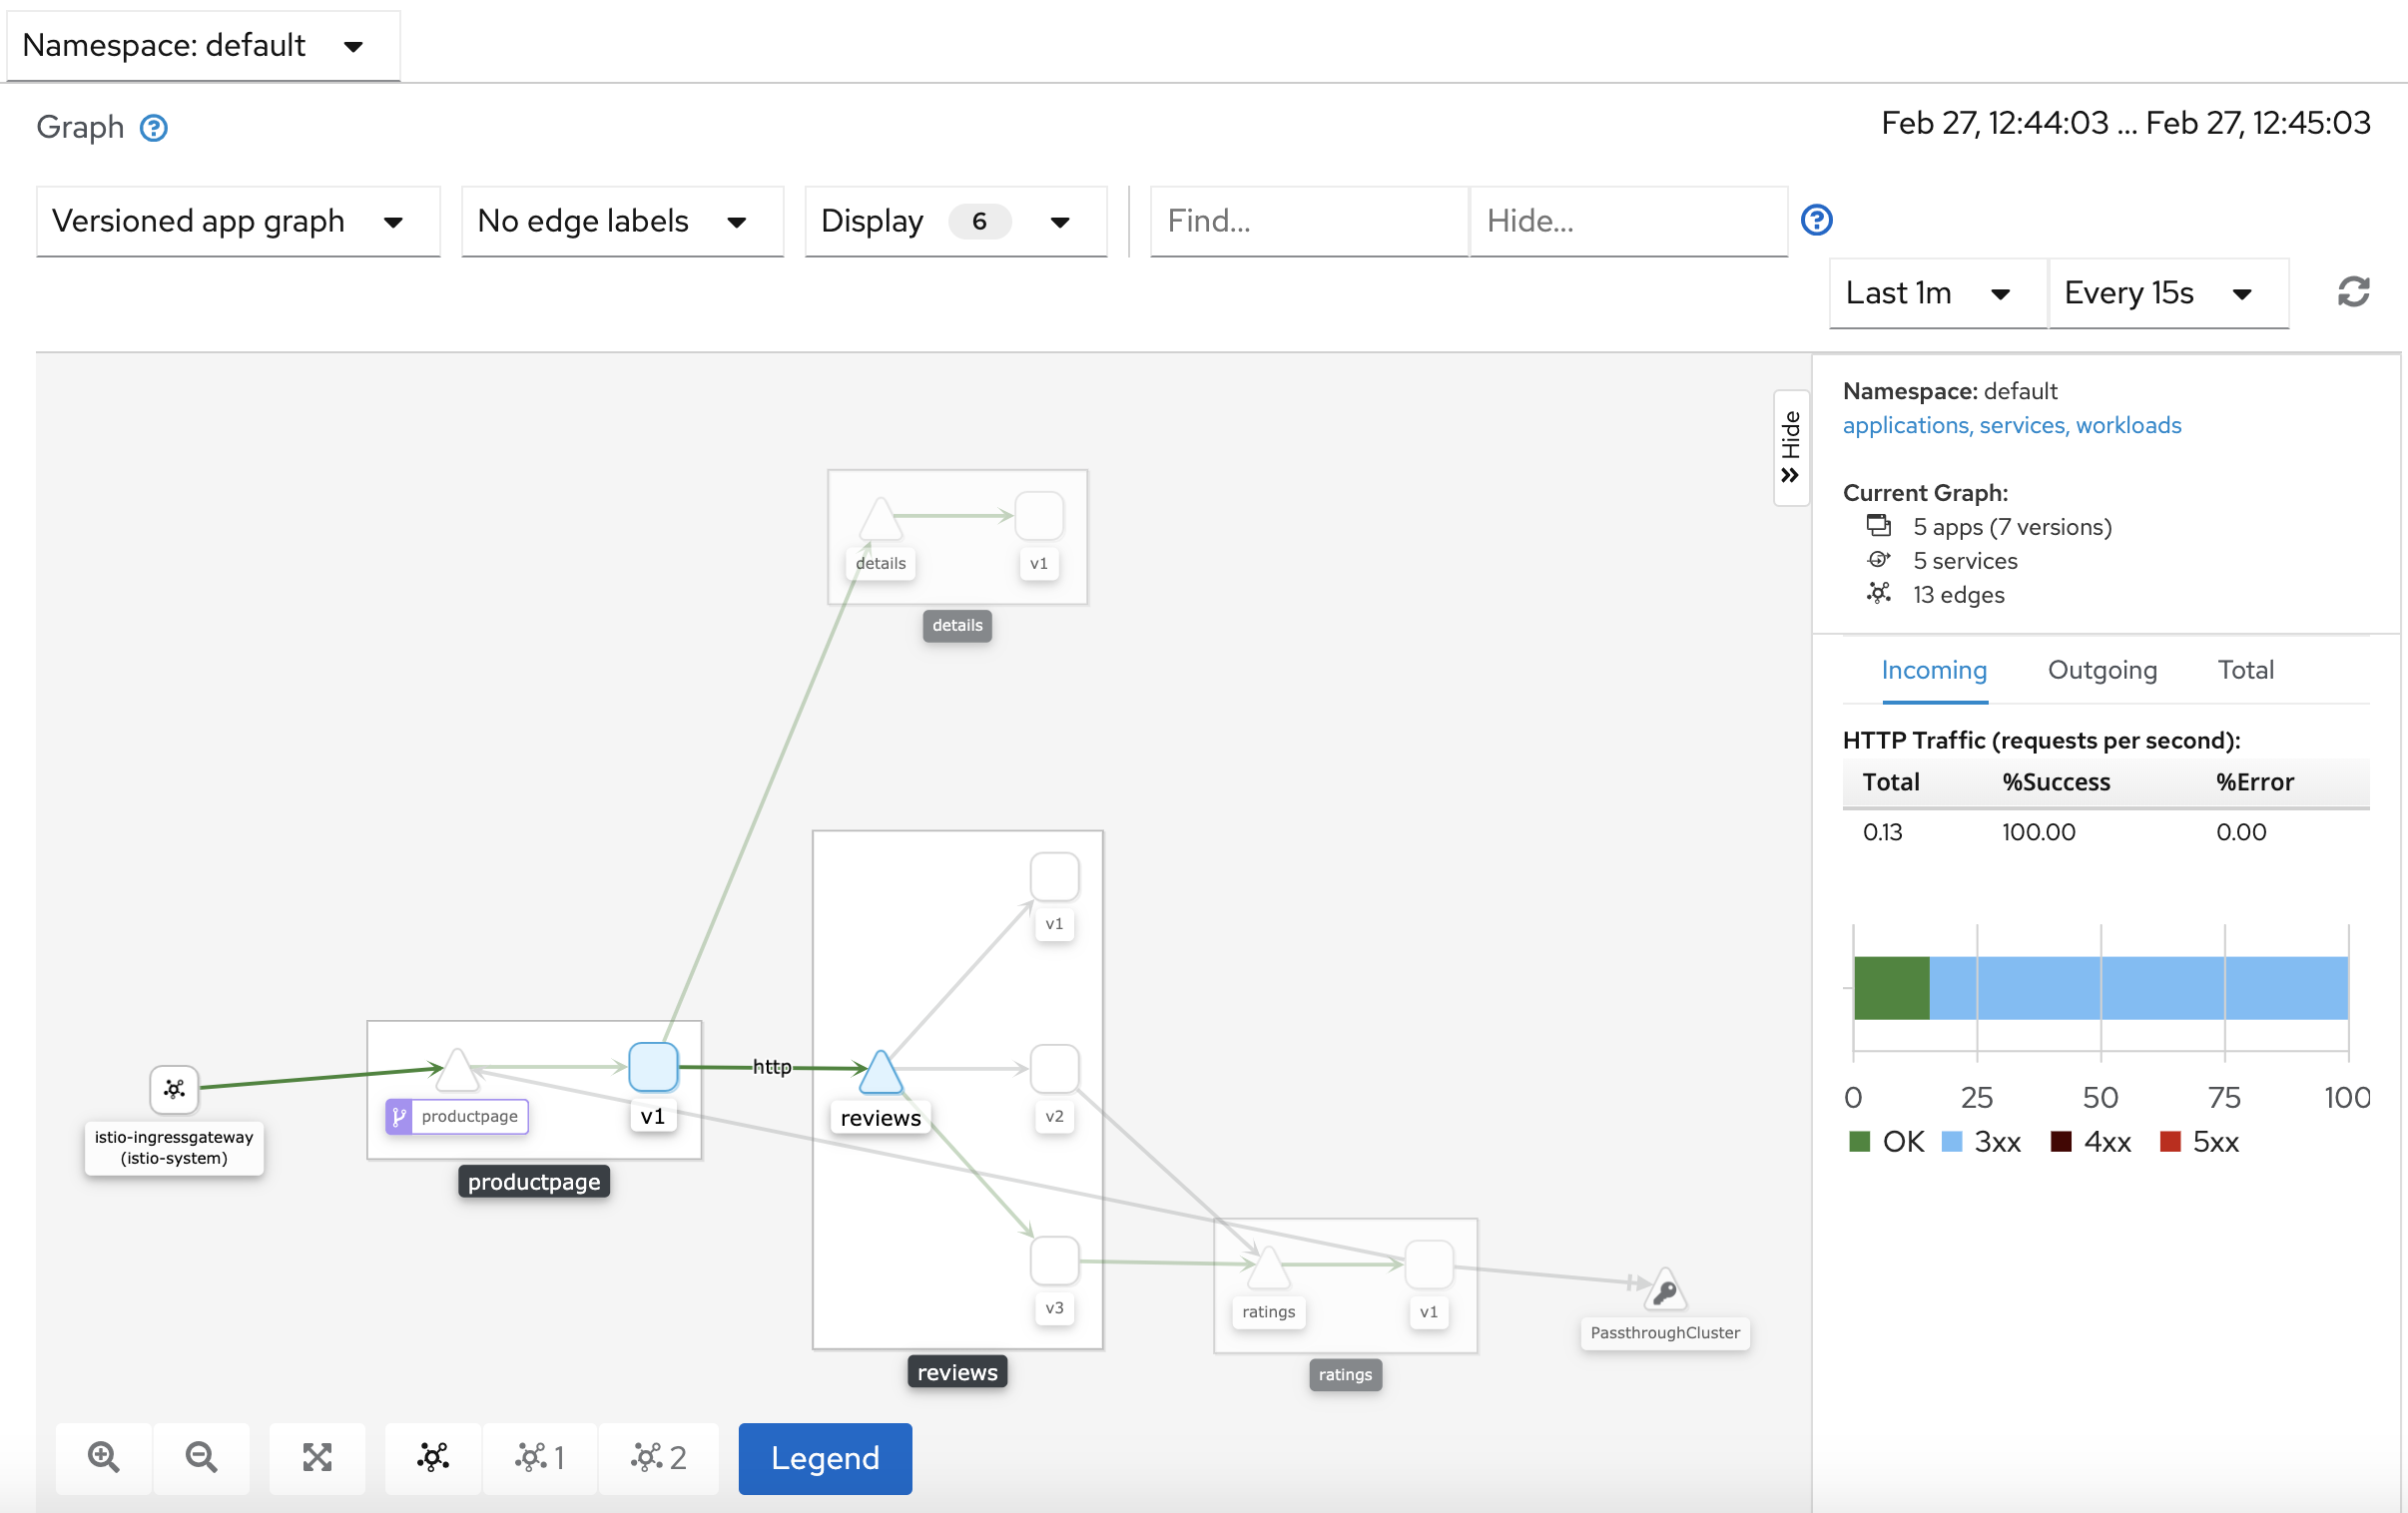 Namespace: default
Graph
Feb 27, 12:44:03 ... Feb 27, 12:45:03
Versioned app graph
No edge labels
Display 6
Find...
Hide...
Last 1m
Every 15s
Hide
Namespace: default
applications, services, workloads
Current Graph:
5 apps (7 versions)
5 services
13 edges
Incoming
Outgoing
Total
HTTP Traffic (requests per second):
Total %Success %Error
0.13 100.00 0.00
0 25 50 75 100
OK 3xx 4xx 5xx
details
v1
details
v1
http
istio-ingressgateway
(istio-system)
productpage
v1
productpage
reviews
v2
v3
reviews
ratings
v1
ratings
PassthroughCluster
1
2
Legend